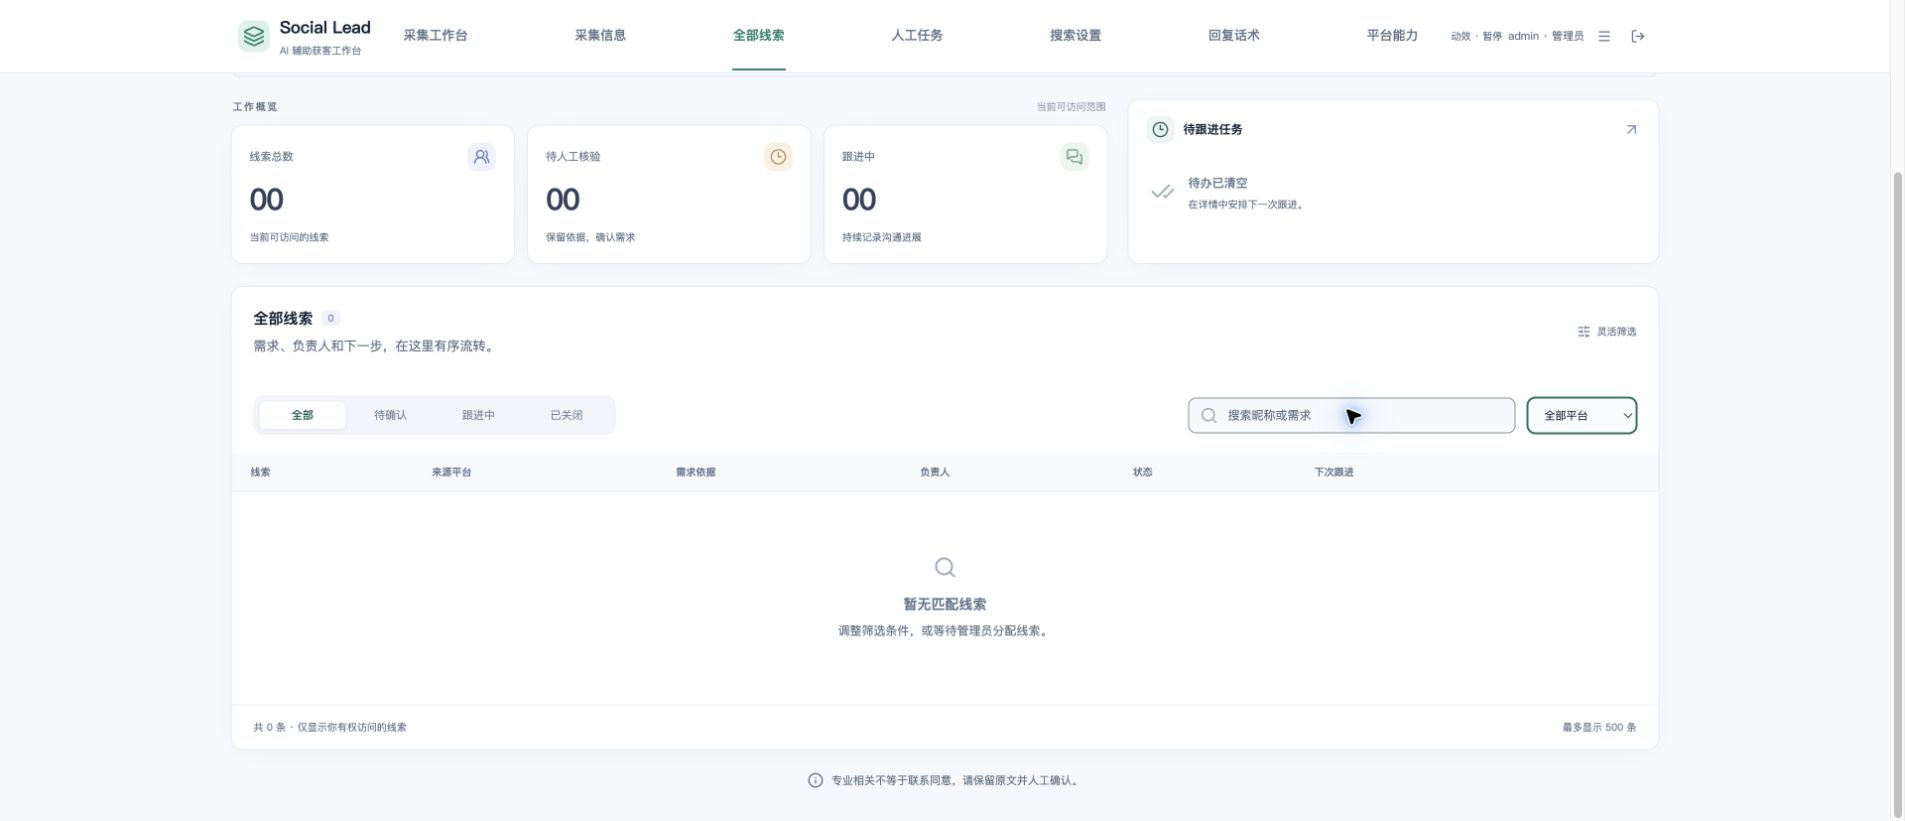 Social Lead
AI 辅助获客工作台
采集工作台
采集信息
全部线索
人工任务
搜索设置
回复话术
平台能力
动效 · 暂停 admin · 管理员
工作概览
当前可访问范围
线索总数
00
当前可访问的线索
待人工核验
00
保留依据，确认需求
跟进中
00
持续记录沟通进展
待跟进任务
待办已清空
在详情中安排下一次跟进。
全部线索 0
需求、负责人和下一步，在这里有序流转。
灵活筛选
全部 待确认 跟进中 已关闭
搜索昵称或需求
全部平台
线索 来源平台 需求依据 负责人 状态 下次跟进
暂无匹配线索
调整筛选条件，或等待管理员分配线索。
共 0 条 · 仅显示你有权访问的线索
最多显示 500 条
专业相关不等于联系同意，请保留原文并人工确认。